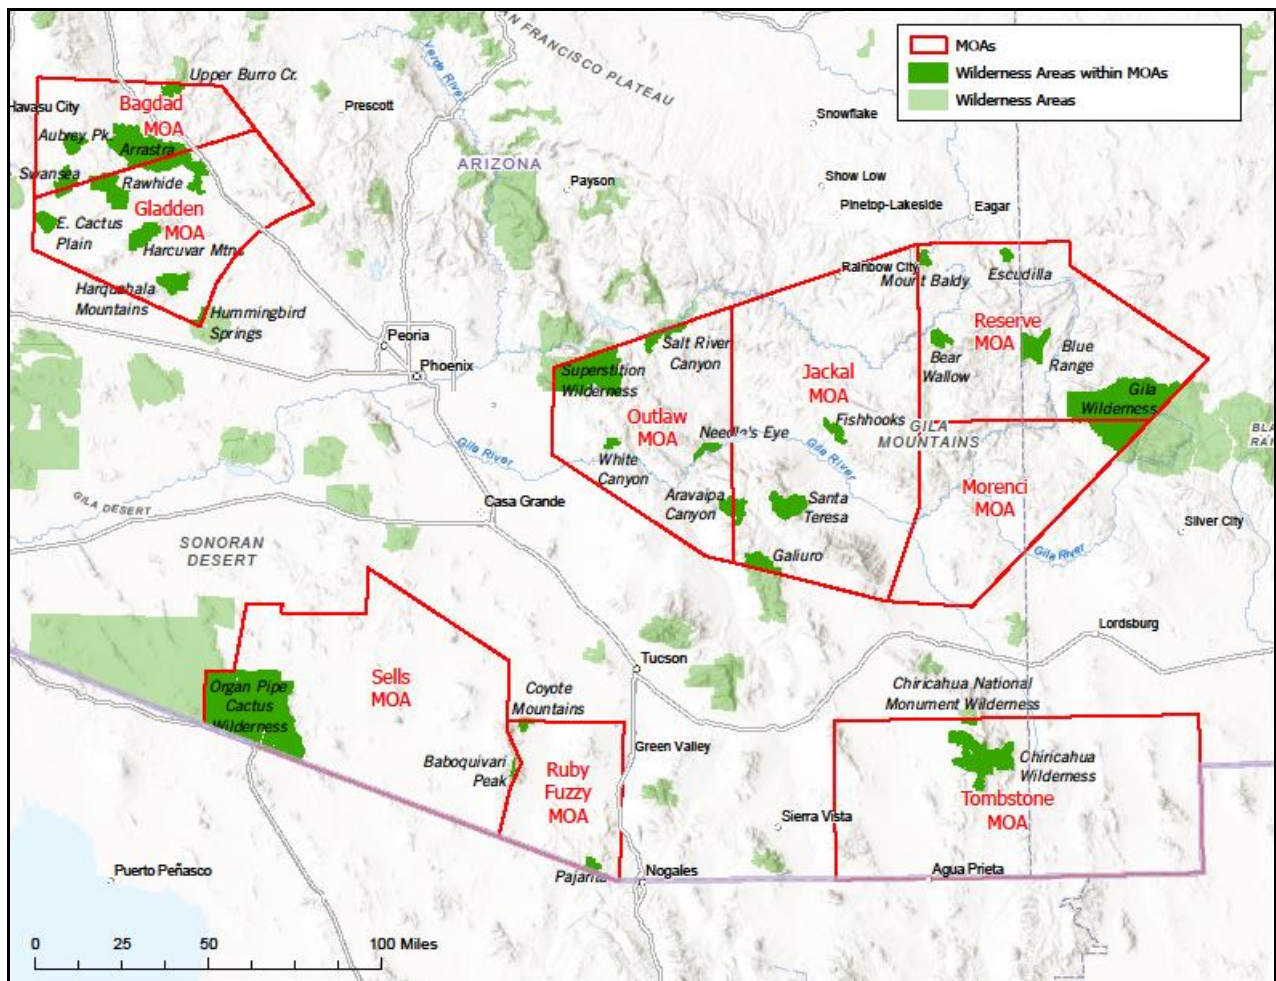 AN FRANCISCO PLATEAU
MOAs
Wilderness Areas within MOAs
Wilderness Areas
Upper Burro Cr.
Havasu City
Bagdad
MOA
Prescott
Verde River
Snowflake
Aubrey Pk.
Arrastra
ARIZONA
Swansea
Rawhide
Payson
Show Low
Gladden
MOA
Pinetop-Lakeside
Eagar
E. Cactus
Plain
Harcuvar Mtns
Rainbow City
Mount Baldy
Escudilla
Harquahala
Mountains
Hummingbird
Springs
Peoria
Phoenix
Salt River
Canyon
Superstition
Wilderness
Reserve
MOA
Bear
Wallow
Blue
Range
Jackal
MOA
Gila
Wilderness
Outlaw
MOA
Fishhooks
GILA
MOUNTAINS
Needle's Eye
Gila River
Gila River
White
Canyon
Aravaipa
Canyon
Santa
Teresa
Morenci
MOA
GILA DESERT
Casa Grande
Silver City
SONORAN
DESERT
Galiuro
Gila River
Lordsburg
Tucson
Sells
MOA
Organ Pipe
Cactus
Wilderness
Coyote
Mountains
Chiricahua National
Monument Wilderness
Green Valley
Baboquivari
Peak
Ruby
Fuzzy
MOA
Chiricahua
Wilderness
Tombstone
MOA
Sierra Vista
Puerto Peñasco
Pajarita
Nogales
Agua Prieta
0 25 50 100 Miles